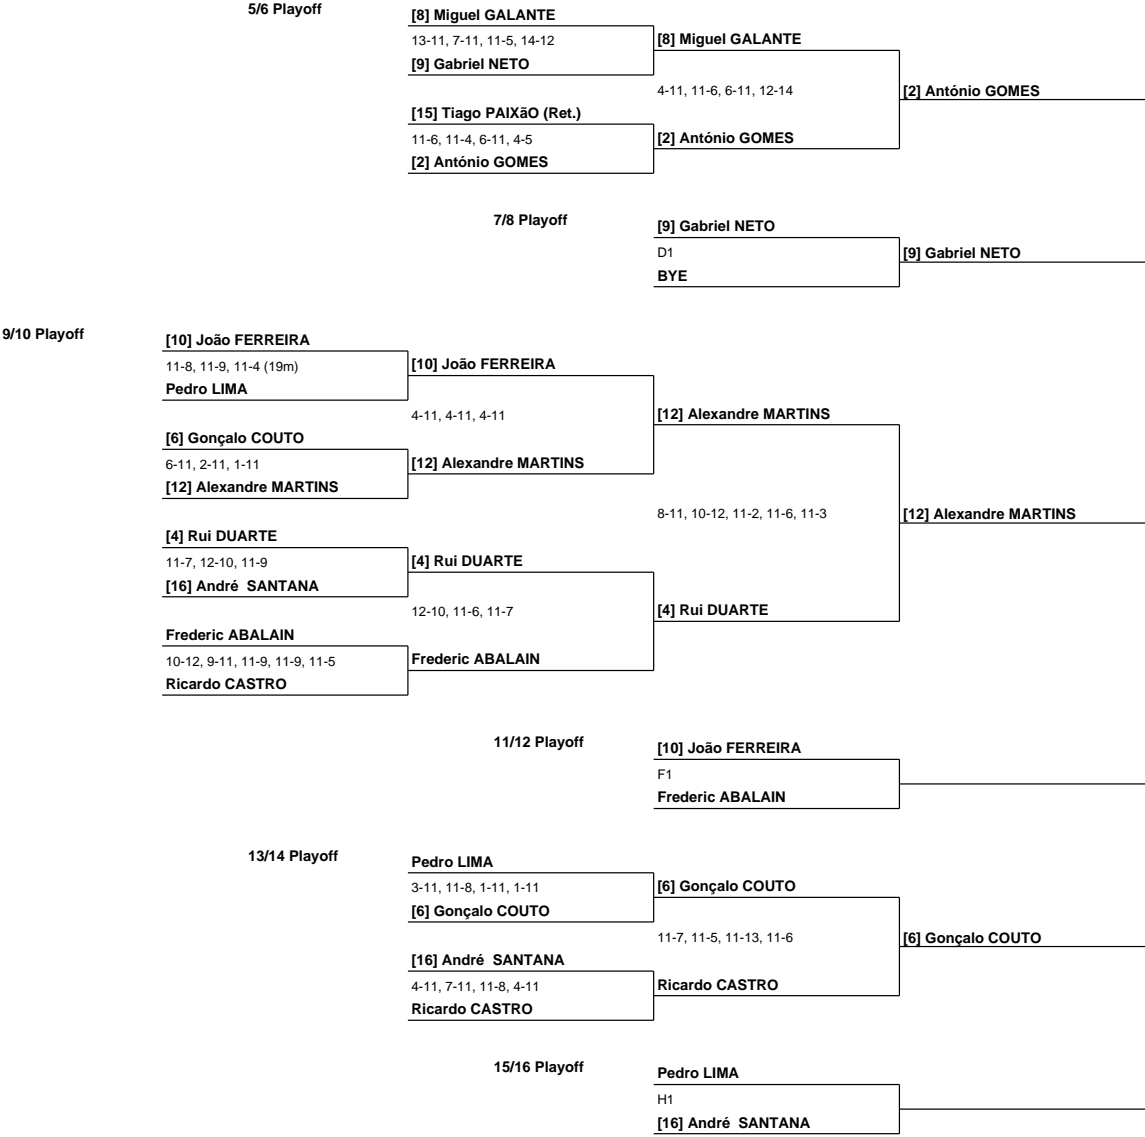 5/6 Playoff
[8] Miguel GALANTE
13-11, 7-11, 11-5, 14-12
[8] Miguel GALANTE
[9] Gabriel NETO
4-11, 11-6, 6-11, 12-14
[2] António GOMES
[15] Tiago PAIXãO (Ret.)
11-6, 11-4, 6-11, 4-5
[2] António GOMES
[2] António GOMES
7/8 Playoff
[9] Gabriel NETO
D1
[9] Gabriel NETO
BYE
9/10 Playoff
[10] João FERREIRA
11-8, 11-9, 11-4 (19m)
[10] João FERREIRA
Pedro LIMA
4-11, 4-11, 4-11
[12] Alexandre MARTINS
[6] Gonçalo COUTO
6-11, 2-11, 1-11
[12] Alexandre MARTINS
[12] Alexandre MARTINS
8-11, 10-12, 11-2, 11-6, 11-3
[12] Alexandre MARTINS
[4] Rui DUARTE
11-7, 12-10, 11-9
[4] Rui DUARTE
[16] André  SANTANA
12-10, 11-6, 11-7
[4] Rui DUARTE
Frederic ABALAIN
10-12, 9-11, 11-9, 11-9, 11-5
Frederic ABALAIN
Ricardo CASTRO
11/12 Playoff
[10] João FERREIRA
F1
Frederic ABALAIN
13/14 Playoff
Pedro LIMA
3-11, 11-8, 1-11, 1-11
[6] Gonçalo COUTO
[6] Gonçalo COUTO
11-7, 11-5, 11-13, 11-6
[6] Gonçalo COUTO
[16] André  SANTANA
4-11, 7-11, 11-8, 4-11
Ricardo CASTRO
Ricardo CASTRO
15/16 Playoff
Pedro LIMA
H1
[16] André  SANTANA